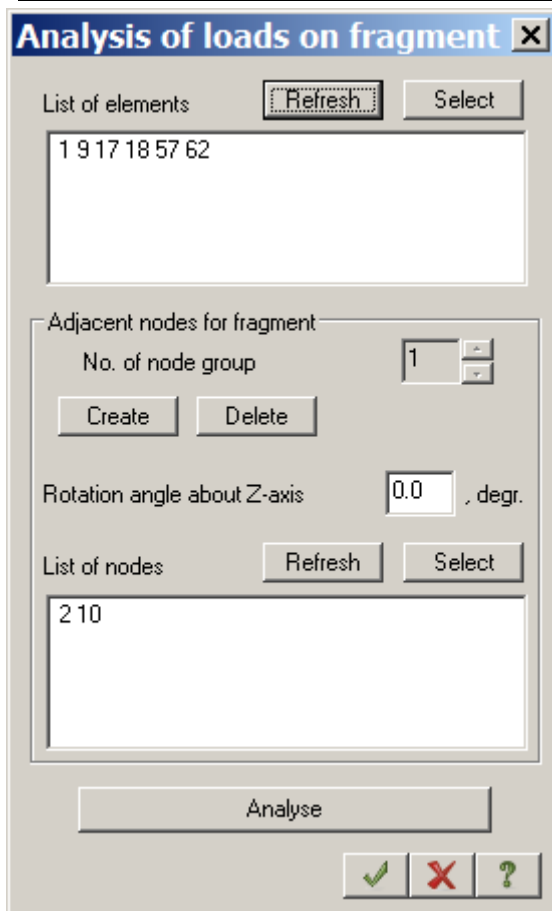 Analysis of loads on fragment
List of elements Refresh Select
1 9 17 18 57 62
Adjacent nodes for fragment
No. of node group 1
Create Delete
Rotation angle about Z-axis 0.0 , degr.
List of nodes Refresh Select
2 10
Analyse
?